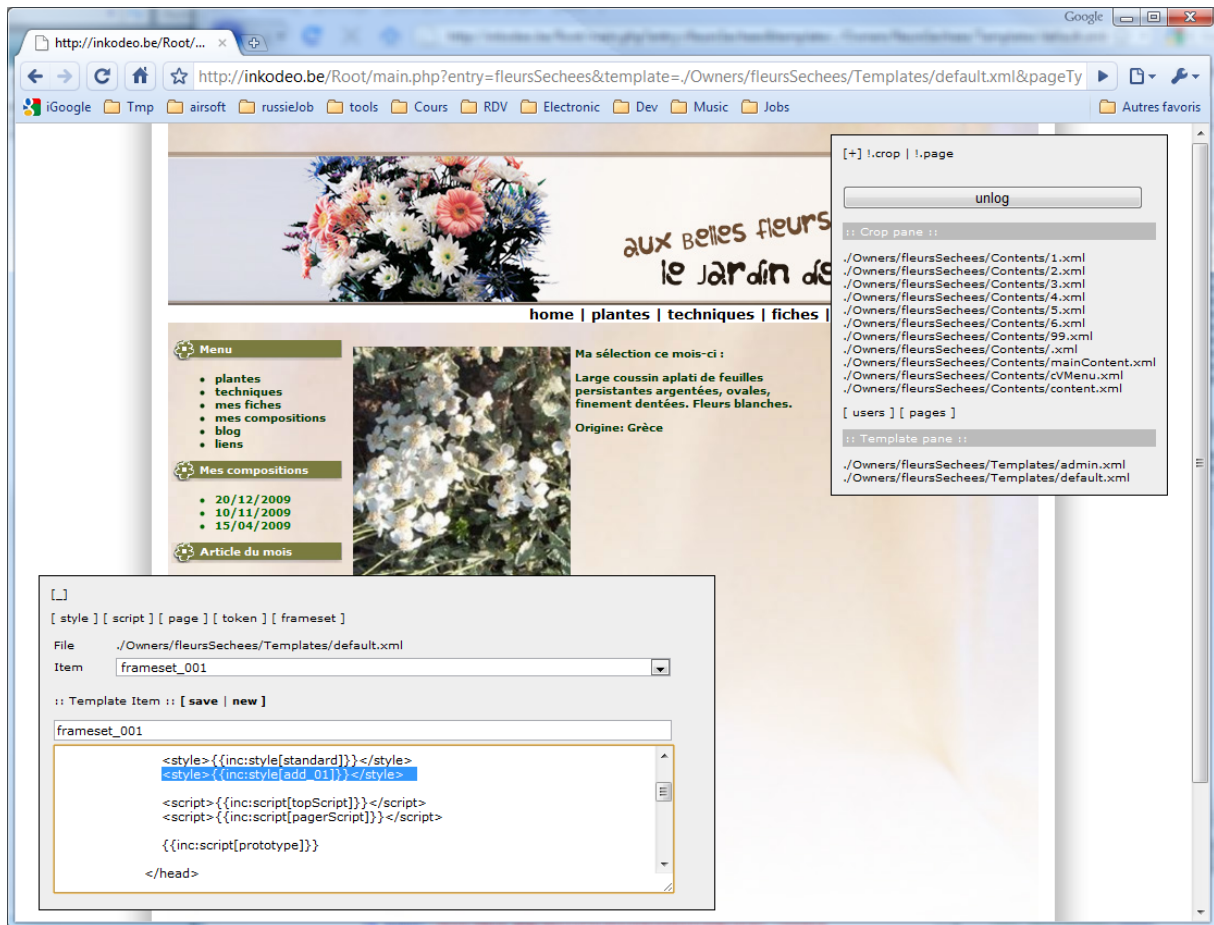 Google
http://inkodeo.be/Root/...
http://inkodeo.be/Root/main.php?entry=fleursSechees&template=./Owners/fleursSechees/Templates/default.xml&pageTy
iGoogle Tmp airsoft russieJob tools Cours RDV Electronic Dev Music Jobs Autres favoris
[+] !.crop | !.page
unlog
:: Crop pane ::
./Owners/fleursSechees/Contents/1.xml
./Owners/fleursSechees/Contents/2.xml
./Owners/fleursSechees/Contents/3.xml
./Owners/fleursSechees/Contents/4.xml
./Owners/fleursSechees/Contents/5.xml
./Owners/fleursSechees/Contents/6.xml
./Owners/fleursSechees/Contents/99.xml
./Owners/fleursSechees/Contents/.xml
./Owners/fleursSechees/Contents/mainContent.xml
./Owners/fleursSechees/Contents/cVMenu.xml
./Owners/fleursSechees/Contents/content.xml
[ users ] [ pages ]
:: Template pane ::
./Owners/fleursSechees/Templates/admin.xml
./Owners/fleursSechees/Templates/default.xml
aux Belles fleurs
le jardin de
home | plantes | techniques | fiches |
Menu
plantes
techniques
mes fiches
mes compositions
blog
liens
Mes compositions
20/12/2009
10/11/2009
15/04/2009
Article du mois
Ma sélection ce mois-ci :
Large coussin aplati de feuilles
persistantes argentées, ovales,
finement dentées. Fleurs blanches.
Origine: Grèce
[_]
[ style ] [ script ] [ page ] [ token ] [ frameset ]
File ./Owners/fleursSechees/Templates/default.xml
Item frameset_001
:: Template Item :: [ save | new ]
frameset_001
<style>{{inc:style[standard]}}</style>
<style>{{inc:style[add_01]}}</style>
<script>{{inc:script[topScript]}}</script>
<script>{{inc:script[pagerScript]}}</script>
{{inc:script[prototype]}}
</head>